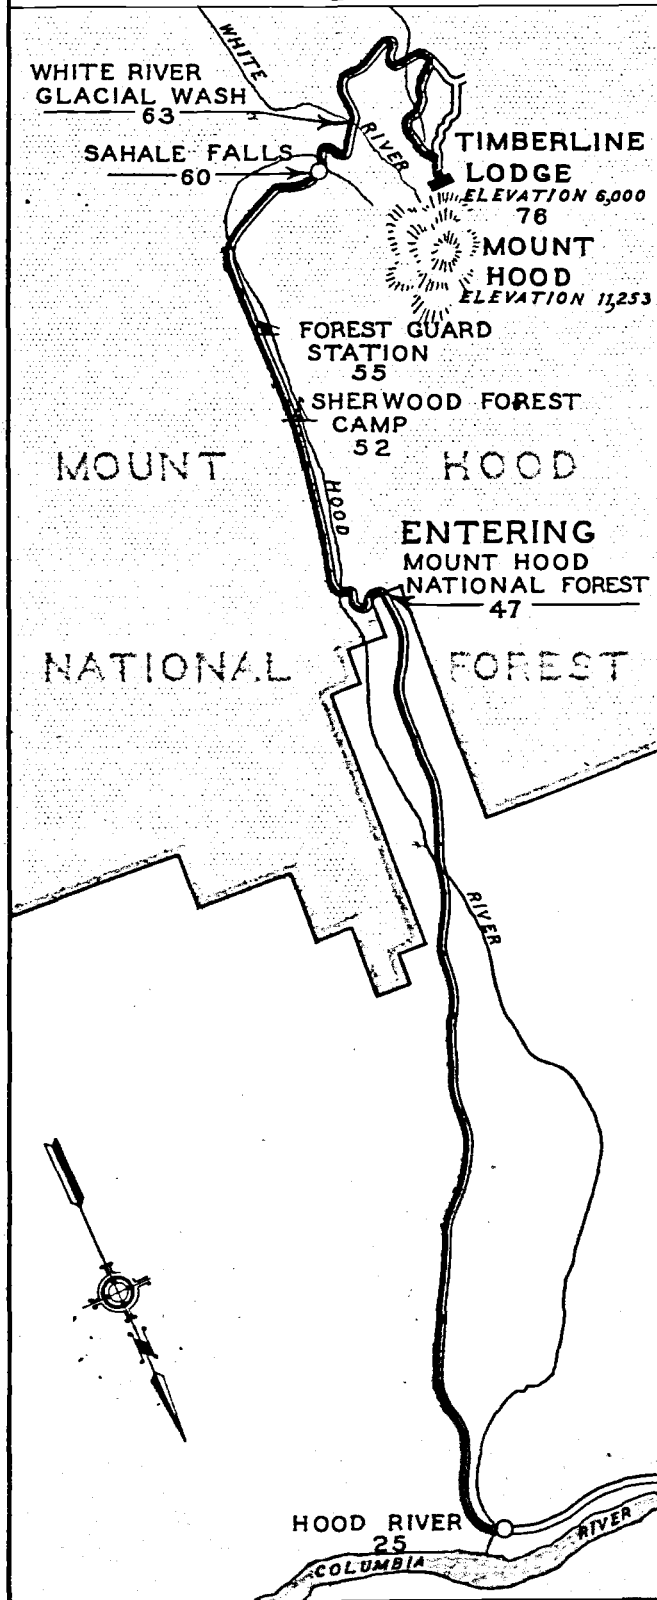 WHITE
RIVER
WHITE RIVER
GLACIAL WASH
63
SAHALE FALLS
60
TIMBERLINE
LODGE
ELEVATION 6,000
76
MOUNT
HOOD
ELEVATION 11,253
FOREST GUARD
STATION
55
SHERWOOD FOREST
CAMP
52
MOUNT HOOD
HOOD
ENTERING
MOUNT HOOD
NATIONAL FOREST
47
NATIONAL FOREST
RIVER
HOOD RIVER
25
COLUMBIA RIVER